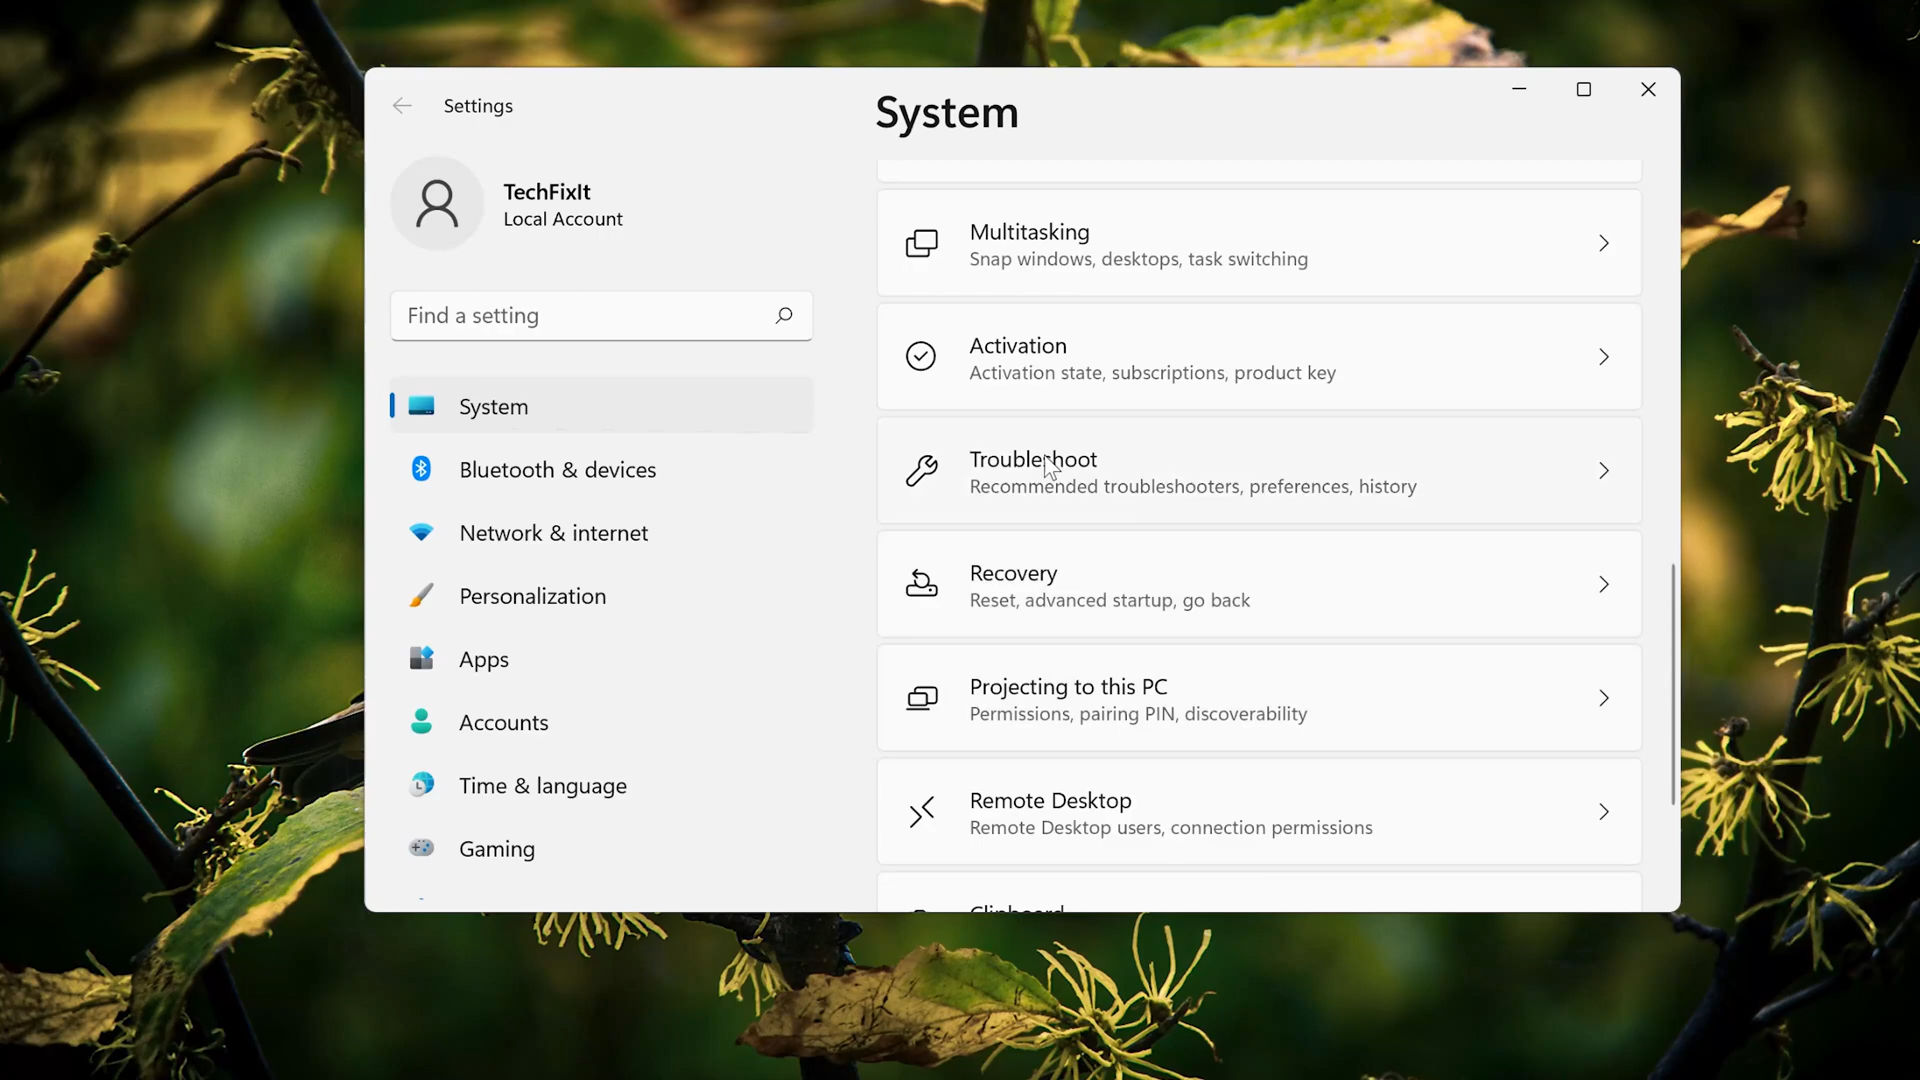 Settings
TechFixIt
Local Account
Find a setting
System
Bluetooth & devices
Network & internet
Personalization
Apps
Accounts
Time & language
Gaming
System
Multitasking
Snap windows, desktops, task switching
Activation
Activation state, subscriptions, product key
Troubleshoot
Recommended troubleshooters, preferences, history
Recovery
Reset, advanced startup, go back
Projecting to this PC
Permissions, pairing PIN, discoverability
Remote Desktop
Remote Desktop users, connection permissions
Clipboard